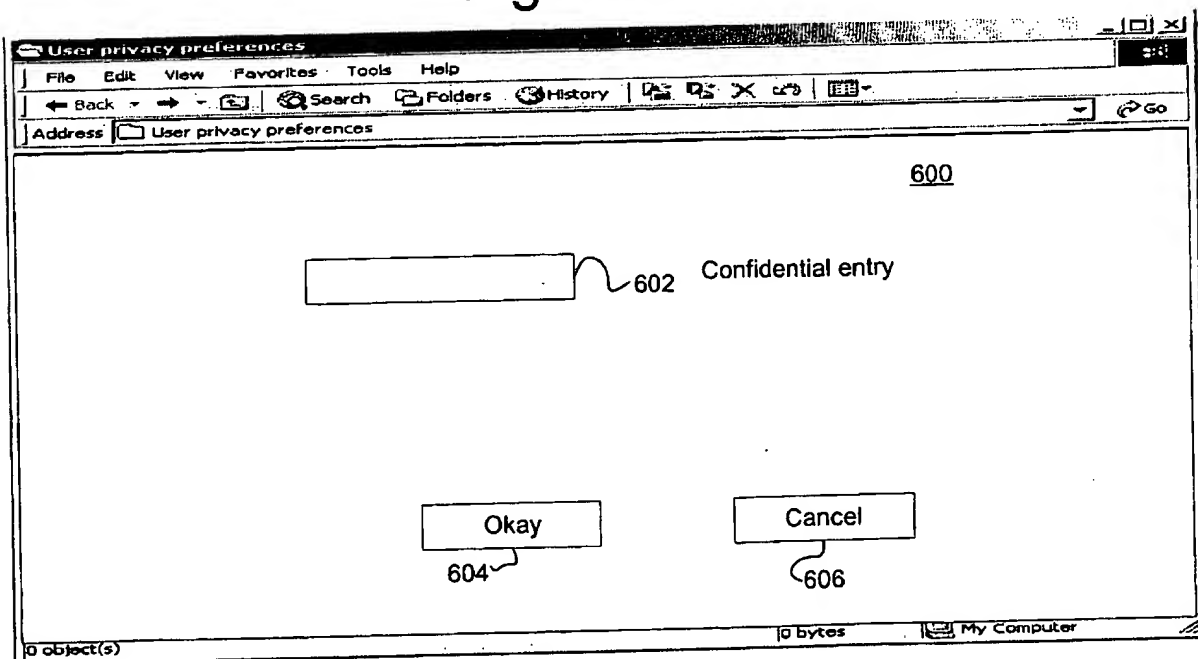 User privacy preferences
File Edit View Favorites Tools Help
Back Search Folders History
Address User privacy preferences Go
600
602 Confidential entry
Okay Cancel
604 606
0 object(s) 0 bytes My Computer